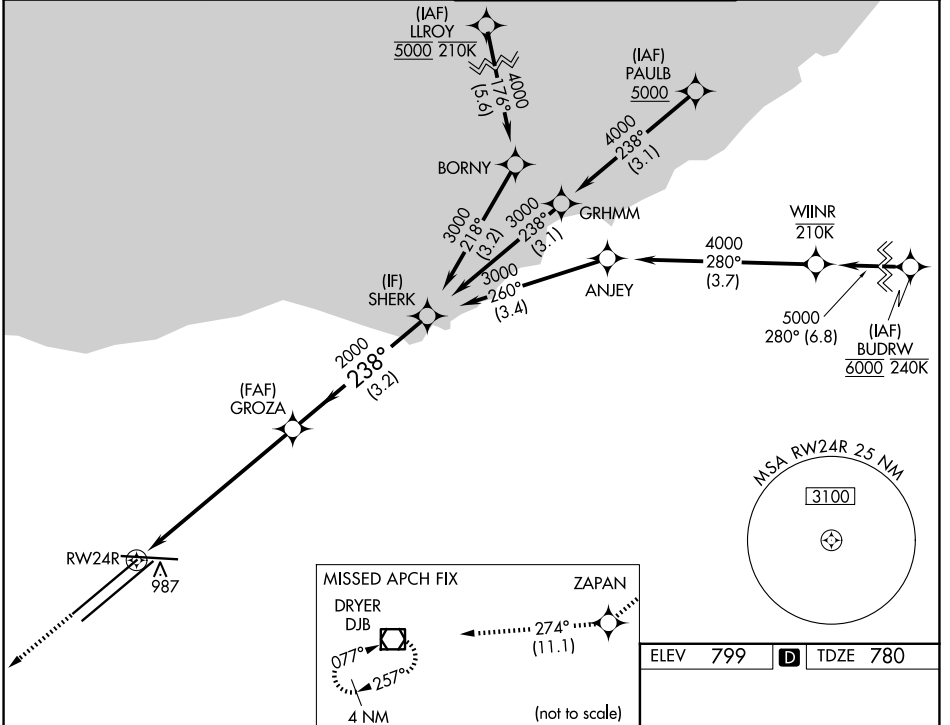 (IAF)
LLROY
5000 210K
4000
176°
(5.6)
(IAF)
PAULB
5000
4000
238°
(3.1)
BORNY
GRHMM
3000
218°
(3.2)
3000
238°
(3.1)
WIINR
210K
4000
280°
(3.7)
ANJEY
3000
260°
(3.4)
(IF)
SHERK
5000
280° (6.8)
(IAF)
BUDRW
6000 240K
2000
238°
(3.2)
(FAF)
GROZA
MSA RW24R 25 NM
3100
RW24R
987
MISSED APCH FIX
DRYER
DJB
077°
257°
4 NM
ZAPAN
274°
(11.1)
(not to scale)
ELEV 799 D TDZE 780